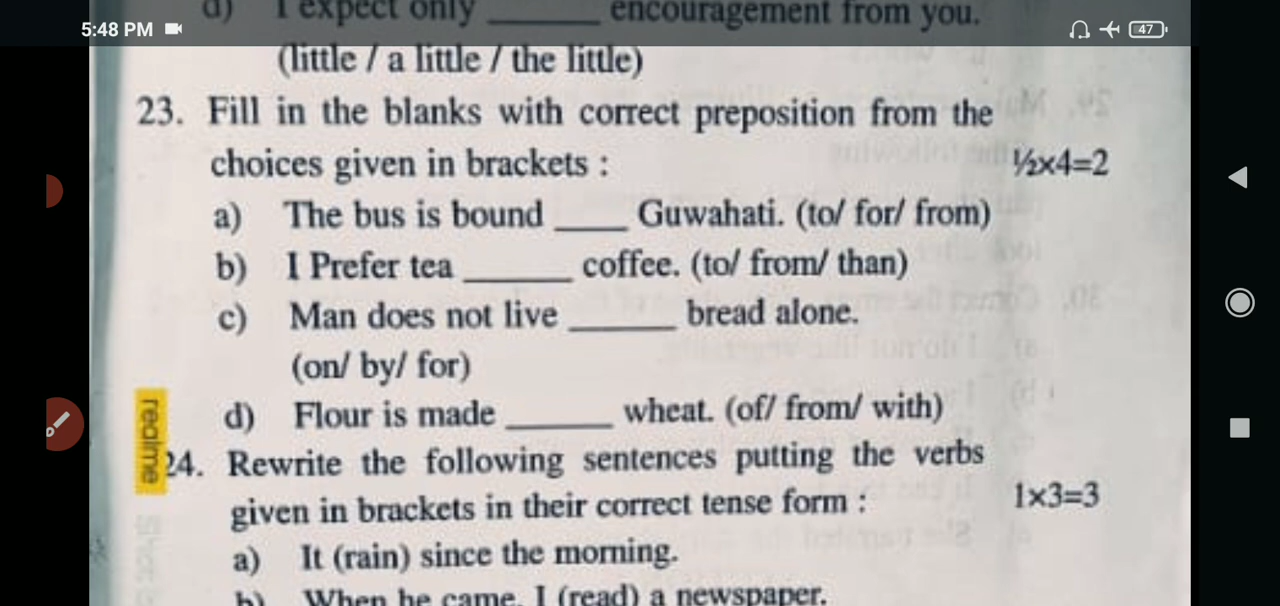 d) I expect only ______ encouragement from you.
5:48 PM 47
(little / a little / the little)
23. Fill in the blanks with correct preposition from the
choices given in brackets : ½x4=2
a) The bus is bound ____ Guwahati. (to/ for/ from)
b) I Prefer tea ______ coffee. (to/ from/ than)
c) Man does not live ______ bread alone.
(on/ by/ for)
d) Flour is made ______ wheat. (of/ from/ with)
realme
24. Rewrite the following sentences putting the verbs
given in brackets in their correct tense form : 1x3=3
a) It (rain) since the morning.
b) When he came, I (read) a newspaper.